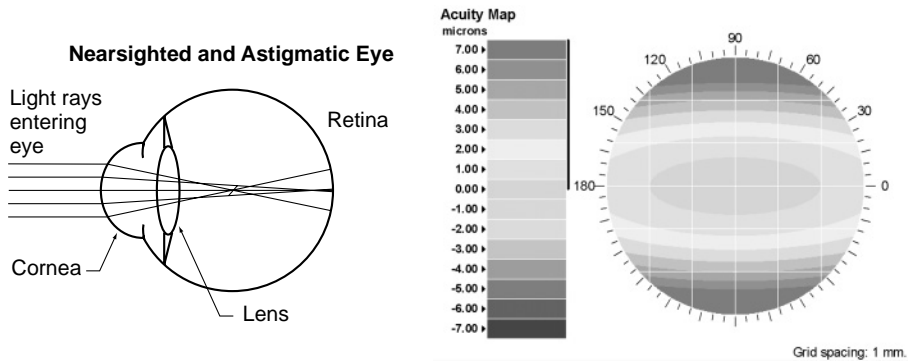 Nearsighted and Astigmatic Eye
Light rays
entering
eye
Retina
Cornea
Lens
Acuity Map
microns
7.00
6.00
5.00
4.00
3.00
2.00
1.00
0.00
-1.00
-2.00
-3.00
-4.00
-5.00
-6.00
-7.00
90
120
60
150
30
180
0
Grid spacing: 1 mm.